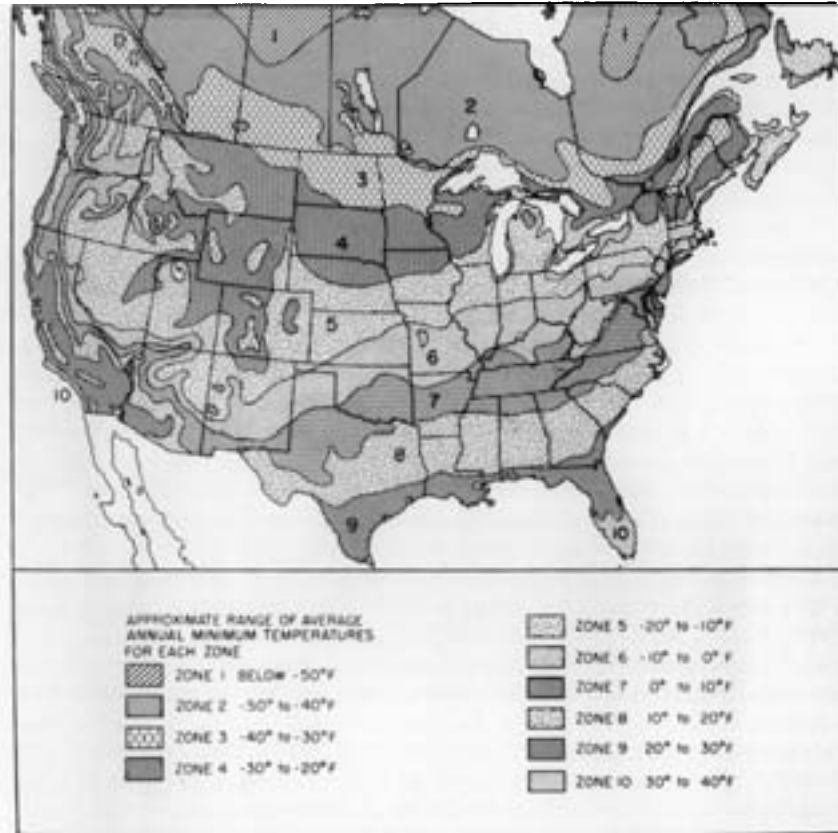 1
1
2
3
4
5
6
10
7
8
9
10
APPROXIMATE RANGE OF AVERAGE
ANNUAL MINIMUM TEMPERATURES
FOR EACH ZONE
ZONE 1 BELOW -50°F
ZONE 2 -50° to -40°F
ZONE 3 -40° to -30°F
ZONE 4 -30° to -20°F
ZONE 5 -20° to -10°F
ZONE 6 -10° to 0°F
ZONE 7 0° to 10°F
ZONE 8 10° to 20°F
ZONE 9 20° to 30°F
ZONE 10 30° to 40°F